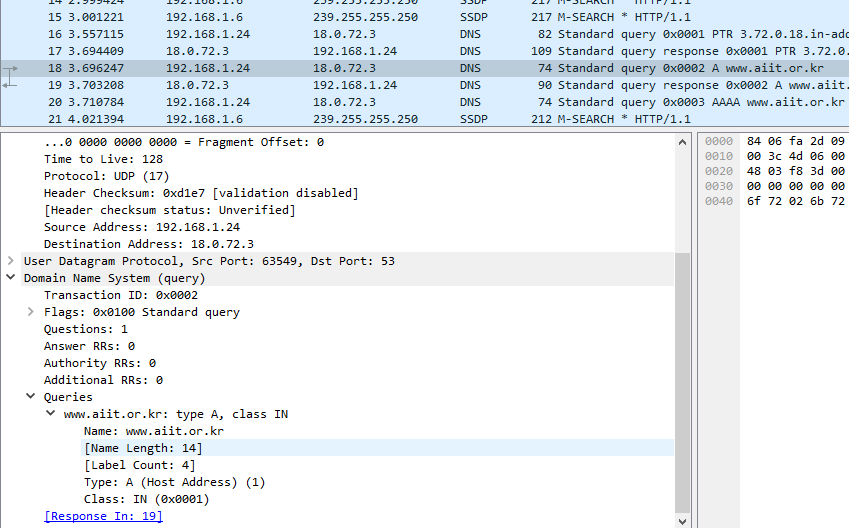 14 2.999424 192.168.1.6 239.255.255.250 SSDP 217 M-SEARCH * HTTP/1.1
15 3.001221 192.168.1.6 239.255.255.250 SSDP 217 M-SEARCH * HTTP/1.1
16 3.557115 192.168.1.24 18.0.72.3 DNS 82 Standard query 0x0001 PTR 3.72.0.18.in-add
17 3.694409 18.0.72.3 192.168.1.24 DNS 109 Standard query response 0x0001 PTR 3.72.0.
18 3.696247 192.168.1.24 18.0.72.3 DNS 74 Standard query 0x0002 A www.aiit.or.kr
19 3.703208 18.0.72.3 192.168.1.24 DNS 90 Standard query response 0x0002 A www.aiit.
20 3.710784 192.168.1.24 18.0.72.3 DNS 74 Standard query 0x0003 AAAA www.aiit.or.kr
21 4.021394 192.168.1.6 239.255.255.250 SSDP 212 M-SEARCH * HTTP/1.1
...0 0000 0000 0000 = Fragment Offset: 0
Time to Live: 128
Protocol: UDP (17)
Header Checksum: 0xd1e7 [validation disabled]
[Header checksum status: Unverified]
Source Address: 192.168.1.24
Destination Address: 18.0.72.3
User Datagram Protocol, Src Port: 63549, Dst Port: 53
Domain Name System (query)
Transaction ID: 0x0002
Flags: 0x0100 Standard query
Questions: 1
Answer RRs: 0
Authority RRs: 0
Additional RRs: 0
Queries
www.aiit.or.kr: type A, class IN
Name: www.aiit.or.kr
[Name Length: 14]
[Label Count: 4]
Type: A (Host Address) (1)
Class: IN (0x0001)
[Response In: 19]
0000 84 06 fa 2d 09
0010 00 3c 4d 06 00
0020 48 03 f8 3d 00
0030 00 00 00 00 00
0040 6f 72 02 6b 72